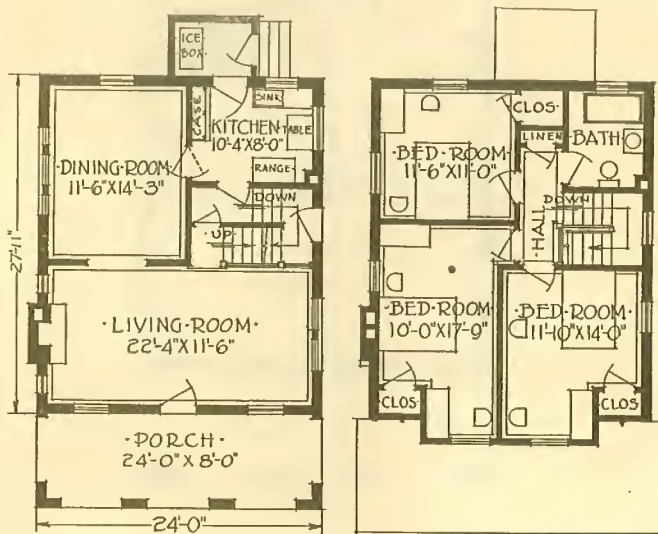 ICE
BOX
CASE
SINK
KITCHEN
10'-4"X8'-0"
TABLE
RANGE
·DINING·ROOM·
11'-6"X14'-3"
DOWN
·UP·
27'-11"
·LIVING·ROOM·
22'-4"X11'-6"
·PORCH·
24'-0"X8'-0"
24'-0"
CLOS
LINEN
BATH
·BED·ROOM·
11'-6"X11'-0"
DOWN
·HALL·
·BED·ROOM·
10'-0"X17'-9"
·BED·ROOM·
11'-10"X14'-0"
CLOS
CLOS